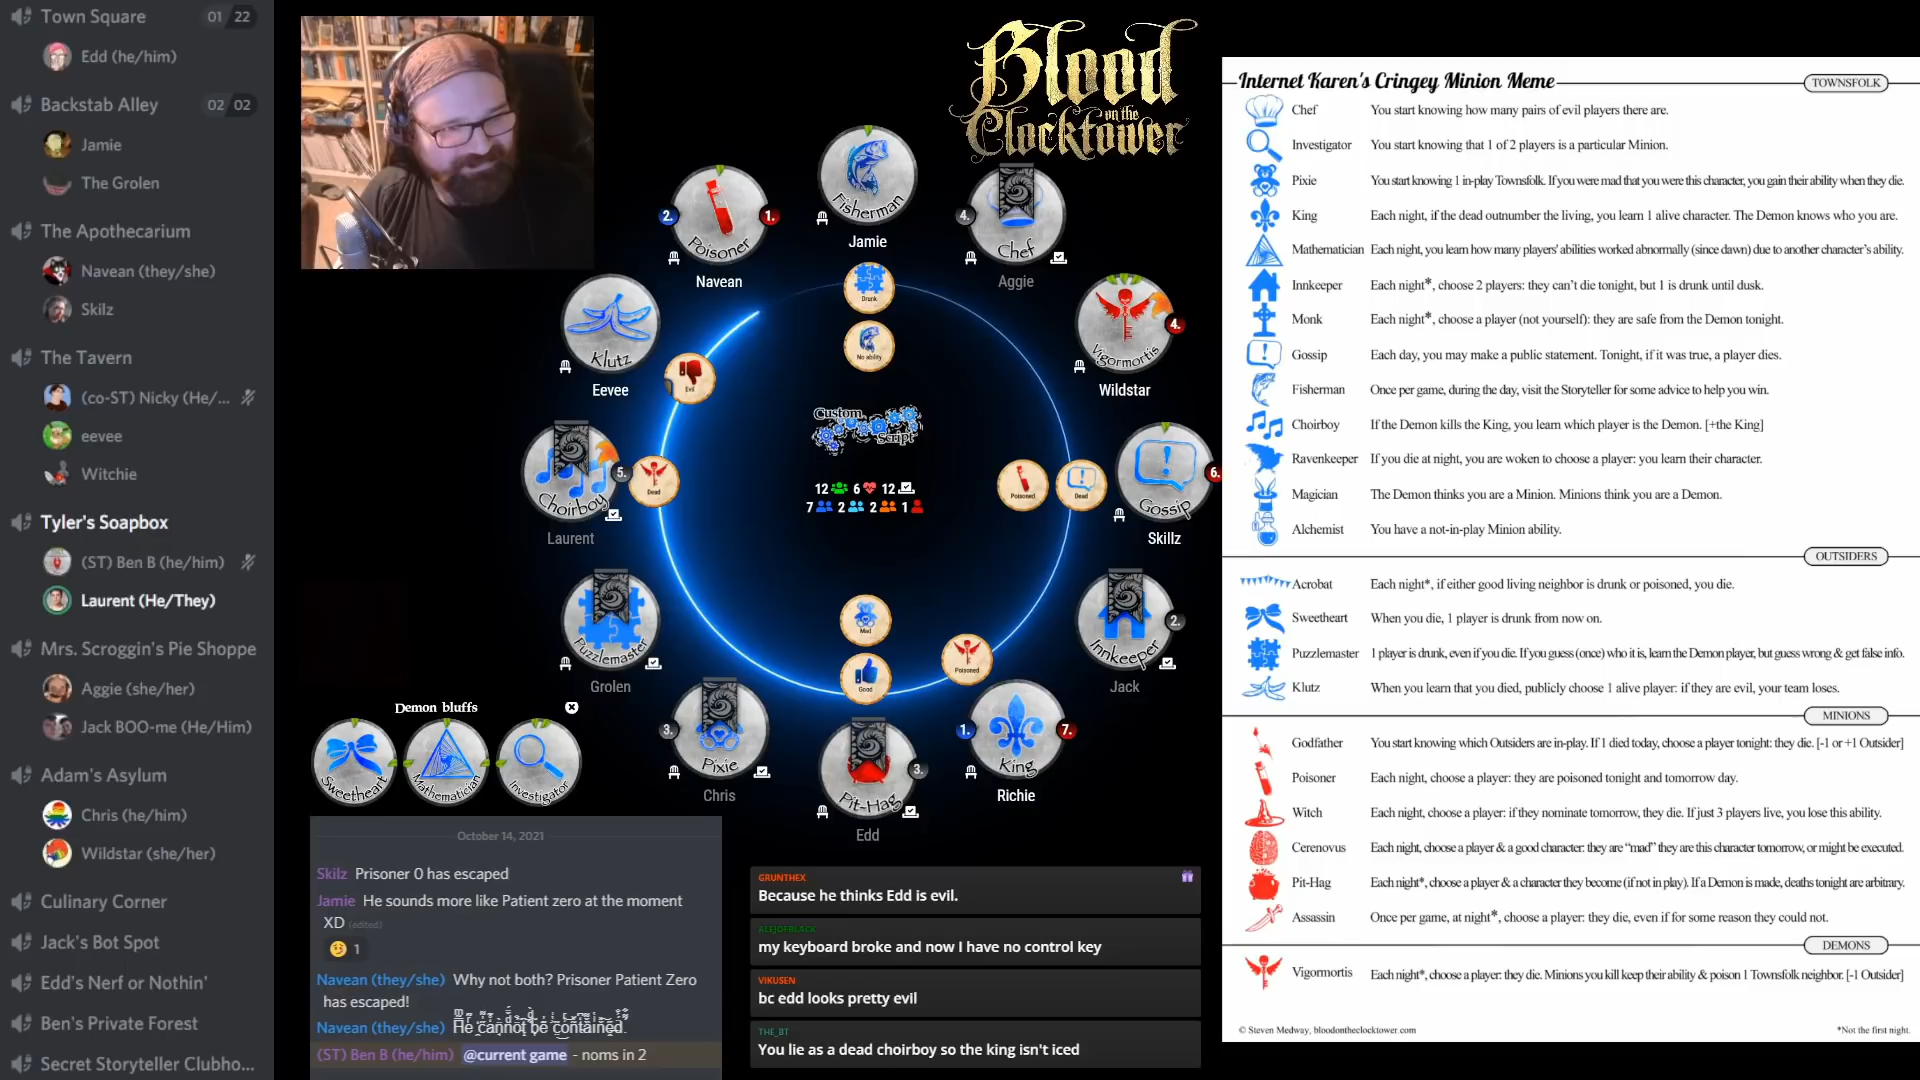 Town Square 01 22
Edd (he/him)
Backstab Alley 02 02
Jamie
The Grolen
The Apothecarium
Navean (they/she)
Skilz
The Tavern
(co-ST) Nicky (He/...
eevee
Witchie
Tyler's Soapbox
(ST) Ben B (he/him)
Laurent (He/They)
Mrs. Scroggin's Pie Shoppe
Aggie (she/her)
Jack BOO-me (He/Him)
Adam's Asylum
Chris (he/him)
Wildstar (she/her)
Culinary Corner
Jack's Bot Spot
Edd's Nerf or Nothin'
Ben's Private Forest
Secret Storyteller Clubho...
Blood
on the
Clocktower
Fisherman
Jamie
Poisoner
2.
1.
Navean
Chef
4.
Aggie
Klutz
Eevee
Vigormortis
4.
Wildstar
Choirboy
5.
Laurent
Gossip
6.
Skillz
Puzzlemaster
Grolen
Innkeeper
2.
Jack
Pixie
3.
Chris
Pit-Hag
3.
Edd
King
1.
7.
Richie
Drunk
No ability
Evil
Dead
Poisoned
Dead
Mad
Good
Poisoned
Custom
Script
12 6 12
7 2 2 1
Demon bluffs
Sweetheart
Mathematician
Investigator
October 14, 2021
Skilz Prisoner 0 has escaped
Jamie He sounds more like Patient zero at the moment
XD (edited)
1
Navean (they/she) Why not both? Prisoner Patient Zero
has escaped!
Navean (they/she) He cannot be contained.
(ST) Ben B (he/him) @current game - noms in 2
GRUNTHEX
Because he thinks Edd is evil.
ALEJOFBLACK
my keyboard broke and now I have no control key
VIKUSEN
bc edd looks pretty evil
THE_BT
You lie as a dead choirboy so the king isn't iced
Internet Karen's Cringey Minion Meme
TOWNSFOLK
Chef You start knowing how many pairs of evil players there are.
Investigator You start knowing that 1 of 2 players is a particular Minion.
Pixie You start knowing 1 in-play Townsfolk. If you were mad that you were this character, you gain their ability when they die.
King Each night, if the dead outnumber the living, you learn 1 alive character. The Demon knows who you are.
Mathematician Each night, you learn how many players' abilities worked abnormally (since dawn) due to another character's ability.
Innkeeper Each night*, choose 2 players: they can't die tonight, but 1 is drunk until dusk.
Monk Each night*, choose a player (not yourself): they are safe from the Demon tonight.
Gossip Each day, you may make a public statement. Tonight, if it was true, a player dies.
Fisherman Once per game, during the day, visit the Storyteller for some advice to help you win.
Choirboy If the Demon kills the King, you learn which player is the Demon. [+the King]
Ravenkeeper If you die at night, you are woken to choose a player: you learn their character.
Magician The Demon thinks you are a Minion. Minions think you are a Demon.
Alchemist You have a not-in-play Minion ability.
OUTSIDERS
Acrobat Each night*, if either good living neighbor is drunk or poisoned, you die.
Sweetheart When you die, 1 player is drunk from now on.
Puzzlemaster 1 player is drunk, even if you die. If you guess (once) who it is, learn the Demon player, but guess wrong & get false info.
Klutz When you learn that you died, publicly choose 1 alive player: if they are evil, your team loses.
MINIONS
Godfather You start knowing which Outsiders are in-play. If 1 died today, choose a player tonight: they die. [-1 or +1 Outsider]
Poisoner Each night, choose a player: they are poisoned tonight and tomorrow day.
Witch Each night, choose a player: if they nominate tomorrow, they die. If just 3 players live, you lose this ability.
Cerenovus Each night, choose a player & a good character: they are "mad" they are this character tomorrow, or might be executed.
Pit-Hag Each night*, choose a player & a character they become (if not in play). If a Demon is made, deaths tonight are arbitrary.
Assassin Once per game, at night*, choose a player: they die, even if for some reason they could not.
DEMONS
Vigormortis Each night*, choose a player: they die. Minions you kill keep their ability & poison 1 Townsfolk neighbor. [-1 Outsider]
© Steven Medway, bloodontheclocktower.com
*Not the first night.